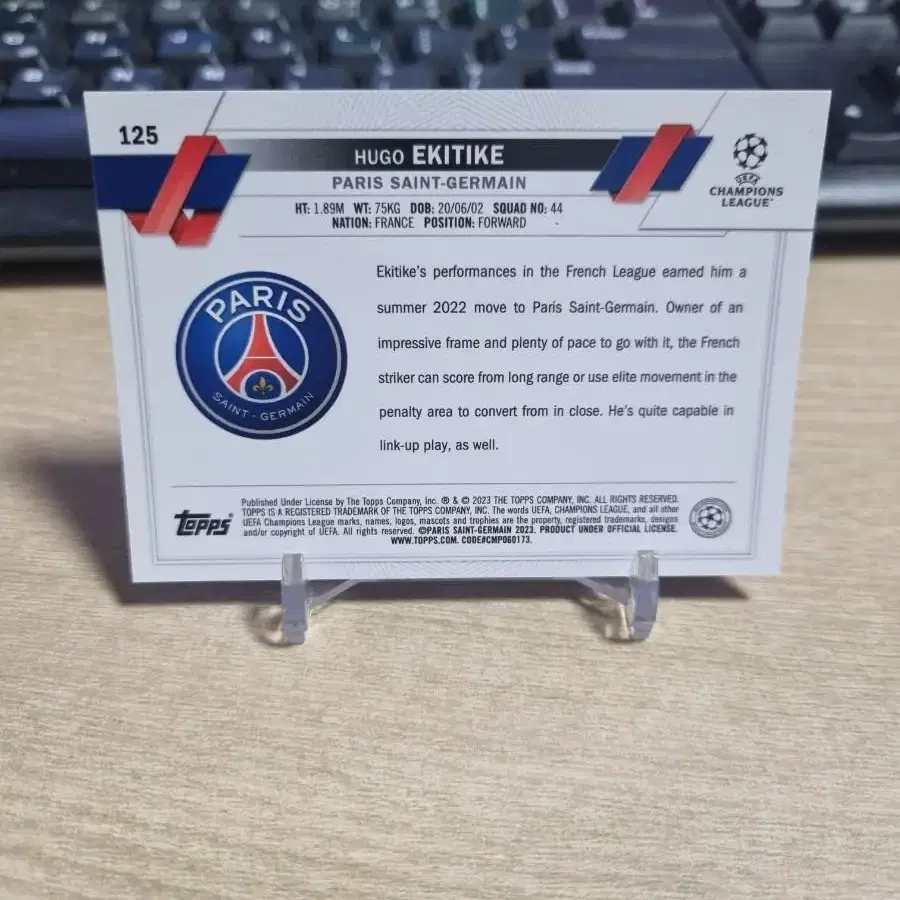 125
HUGO EKITIKE
PARIS SAINT-GERMAIN
HT: 1.89M WT: 75KG DOB: 20/06/02 SQUAD NO: 44
NATION: FRANCE POSITION: FORWARD
UEFA
CHAMPIONS
LEAGUE®
PARIS
SAINT-GERMAIN
Ekitike's performances in the French League earned him a
summer 2022 move to Paris Saint-Germain. Owner of an
impressive frame and plenty of pace to go with it, the French
striker can score from long range or use elite movement in the
penalty area to convert from in close. He's quite capable in
link-up play, as well.
Topps®
Published Under License by The Topps Company, Inc. ® & © 2023 THE TOPPS COMPANY, INC. ALL RIGHTS RESERVED.
TOPPS IS A REGISTERED TRADEMARK OF THE TOPPS COMPANY, INC. The words UEFA, CHAMPIONS LEAGUE, and all other
UEFA Champions League marks, names, logos, mascots and trophies are the property, registered trademarks, designs
and/or copyright of UEFA. All rights reserved. ©PARIS SAINT-GERMAIN 2023. PRODUCT UNDER OFFICIAL LICENSE.
WWW.TOPPS.COM. CODE#CMP060173.